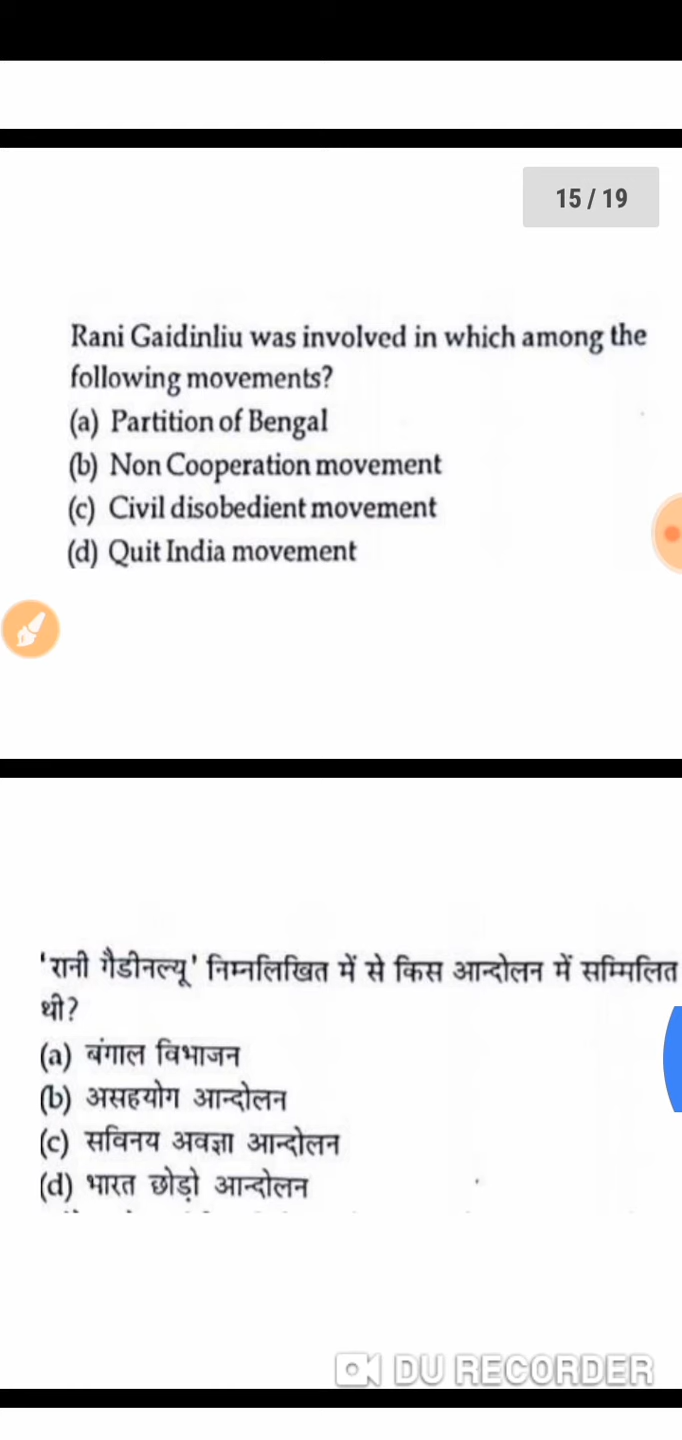 15 / 19
Rani Gaidinliu was involved in which among the
following movements?
(a) Partition of Bengal
(b) Non Cooperation movement
(c) Civil disobedient movement
(d) Quit India movement
'रानी गैडीनल्यू' निम्नलिखित में से किस आन्दोलन में सम्मिलित
थी?
(a) बंगाल विभाजन
(b) असहयोग आन्दोलन
(c) सविनय अवज्ञा आन्दोलन
(d) भारत छोड़ो आन्दोलन
DU RECORDER